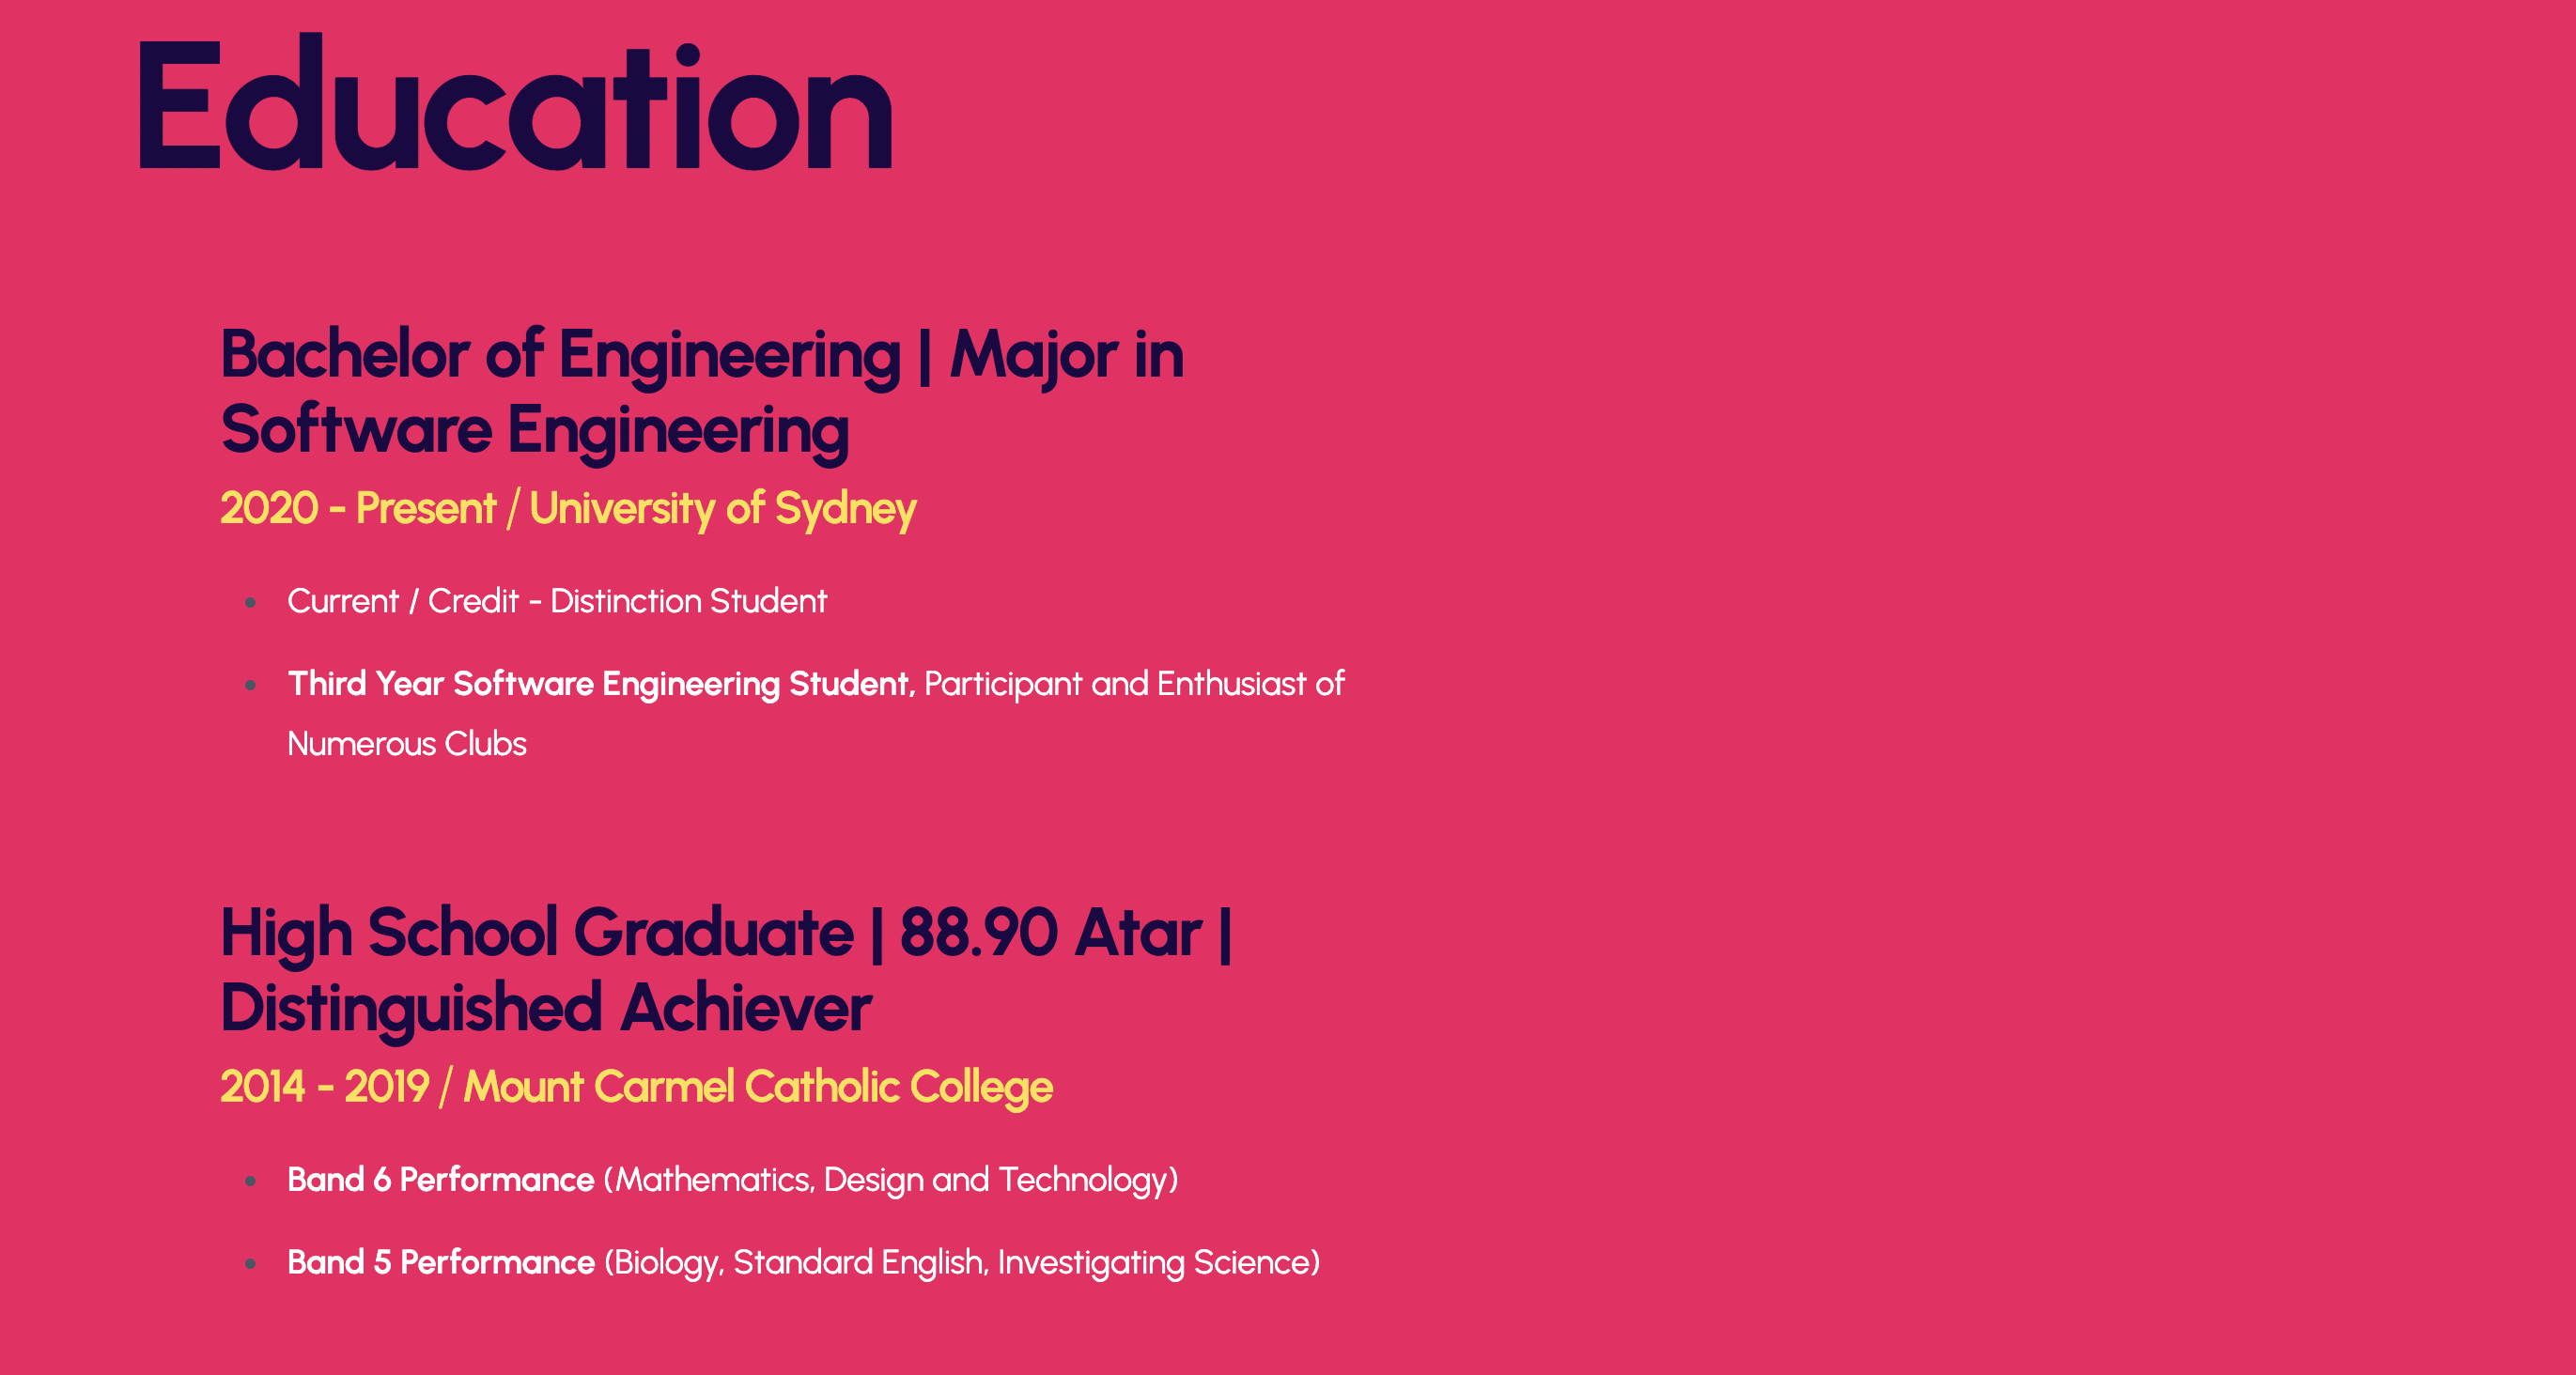 Education
Bachelor of Engineering | Major in
Software Engineering
2020 - Present / University of Sydney
Current / Credit - Distinction Student
Third Year Software Engineering Student, Participant and Enthusiast of
Numerous Clubs
High School Graduate | 88.90 Atar |
Distinguished Achiever
2014 - 2019 / Mount Carmel Catholic College
Band 6 Performance (Mathematics, Design and Technology)
Band 5 Performance (Biology, Standard English, Investigating Science)